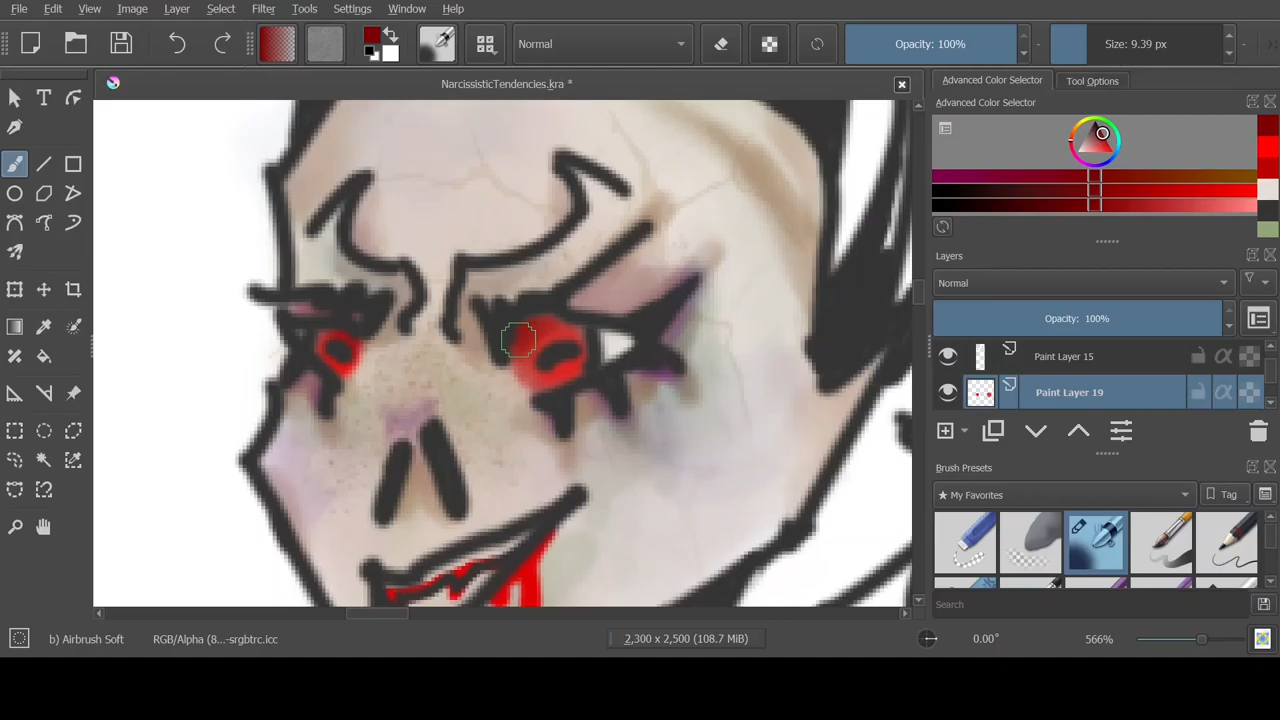 File Edit View Image Layer Select Filter Tools Settings Window Help
Normal Opacity: 100% Size: 9.39 px
NarcissisticTendencies.kra *
Advanced Color Selector Tool Options
Advanced Color Selector
Layers
Normal
Opacity: 100%
Paint Layer 15
Paint Layer 19
Brush Presets
★ My Favorites Tag
Search
b) Airbrush Soft RGB/Alpha (8...-srgbtrc.icc 2,300 x 2,500 (108.7 MiB) 0.00° 566%